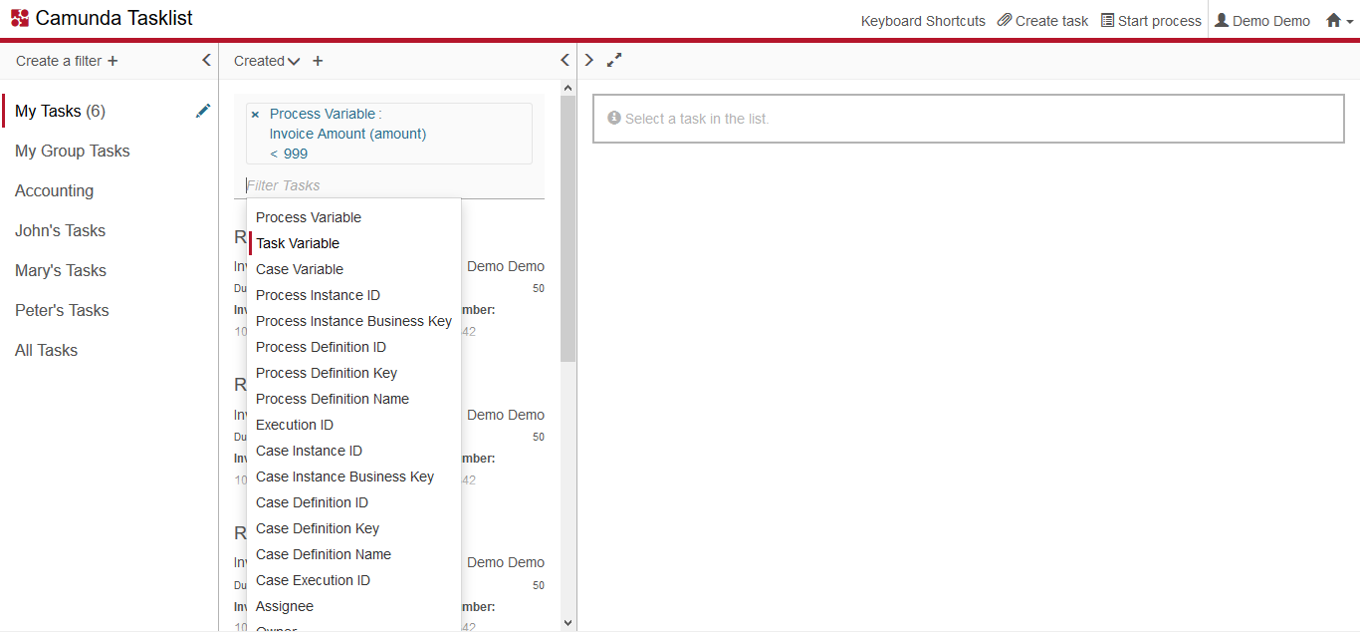 Camunda Tasklist
Keyboard Shortcuts Create task Start process Demo Demo
Create a filter +
Created +
My Tasks (6)
My Group Tasks
Accounting
John's Tasks
Mary's Tasks
Peter's Tasks
All Tasks
× Process Variable :
Invoice Amount (amount)
< 999
Filter Tasks
Process Variable
Task Variable
Case Variable
Process Instance ID
Process Instance Business Key
Process Definition ID
Process Definition Key
Process Definition Name
Execution ID
Case Instance ID
Case Instance Business Key
Case Definition ID
Case Definition Key
Case Definition Name
Case Execution ID
Assignee
Owner
R
Inv Demo Demo
Du 50
Inv mber:
10 42
R
Inv Demo Demo
Du 50
Inv mber:
10 42
R
Inv Demo Demo
Du 50
Inv mber:
10 42
Select a task in the list.